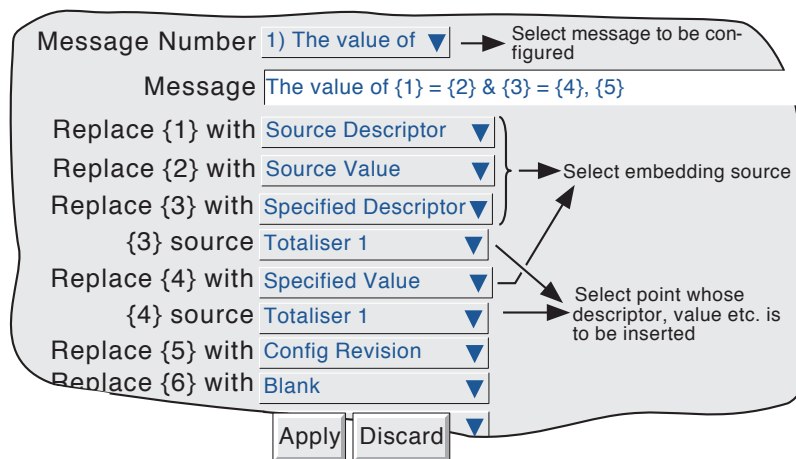 Message Number 1) The value of Select message to be con-
figured
Message The value of {1} = {2} & {3} = {4}, {5}
Replace {1} with Source Descriptor
Replace {2} with Source Value
Select embedding source
Replace {3} with Specified Descriptor
{3} source Totaliser 1
Replace {4} with Specified Value
{4} source Totaliser 1
Select point whose
descriptor, value etc. is
to be inserted
Replace {5} with Config Revision
Replace {6} with Blank
Apply Discard